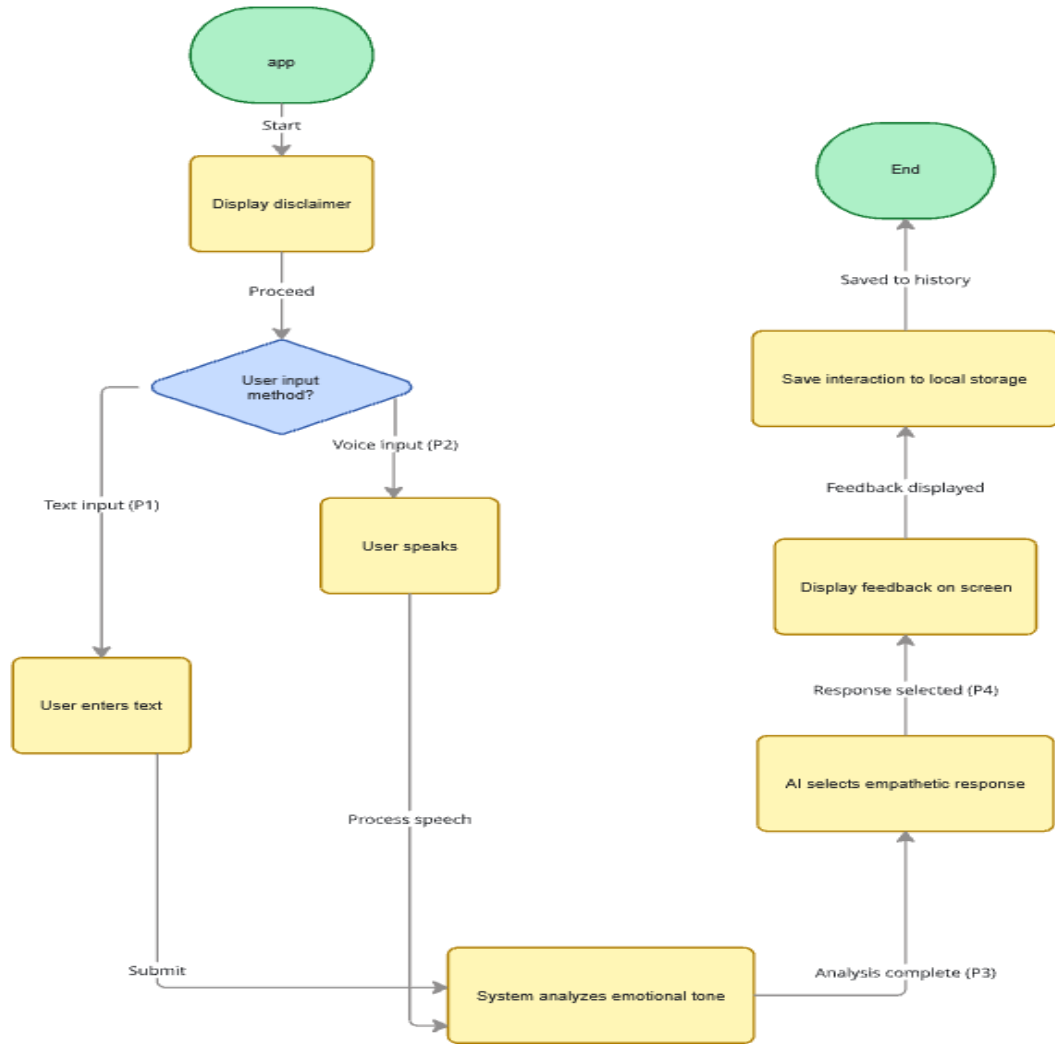 app
Start
Display disclaimer
Proceed
User input
method?
Text input (P1)
Voice input (P2)
User speaks
User enters text
Process speech
Submit
System analyzes emotional tone
Analysis complete (P3)
AI selects empathetic response
Response selected (P4)
Display feedback on screen
Feedback displayed
Save interaction to local storage
Saved to history
End